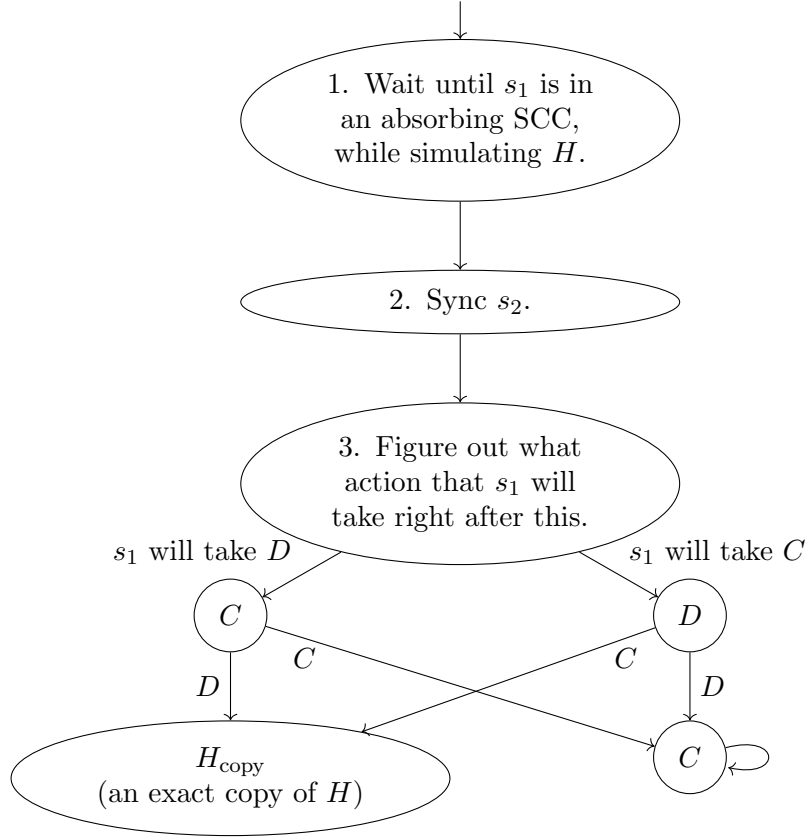 1. Wait until s₁ is in
an absorbing SCC,
while simulating H.
2. Sync s₂.
3. Figure out what
action that s₁ will
take right after this.
s₁ will take D
s₁ will take C
C
D
C
C
D
D
H_copy
(an exact copy of H)
C